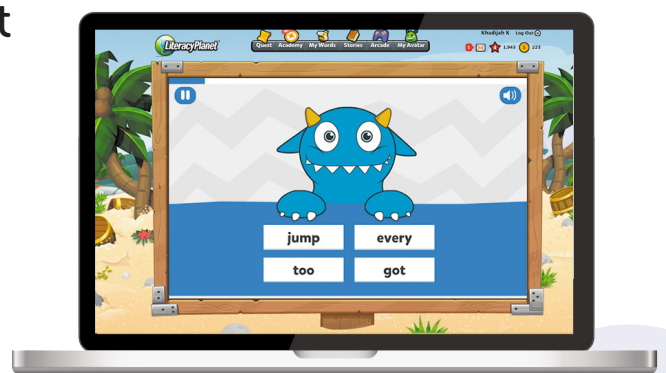 t
Khadijah K Log Out
LiteracyPlanet
Quest Academy My Words Stories Arcade My Avatar
1,943 223
jump every
too got